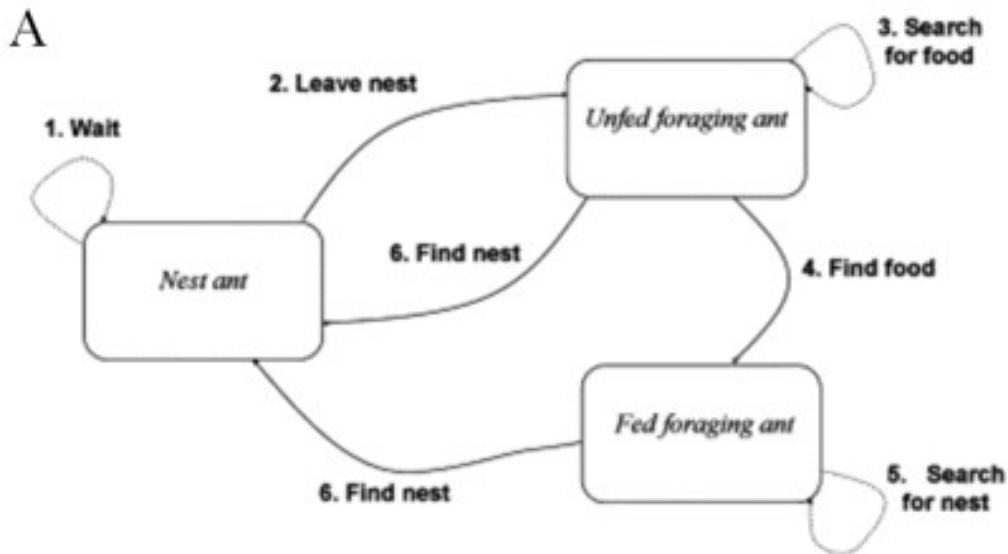 A
3. Search
for food
2. Leave nest
Unfed foraging ant
1. Wait
6. Find nest
4. Find food
Nest ant
Fed foraging ant
6. Find nest
5. Search
for nest